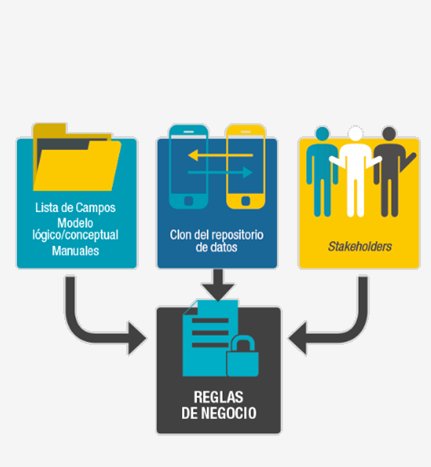 Lista de Campos
Modelo
lógico/conceptual
Manuales
Clon del repositorio
de datos
Stakeholders
REGLAS
DE NEGOCIO